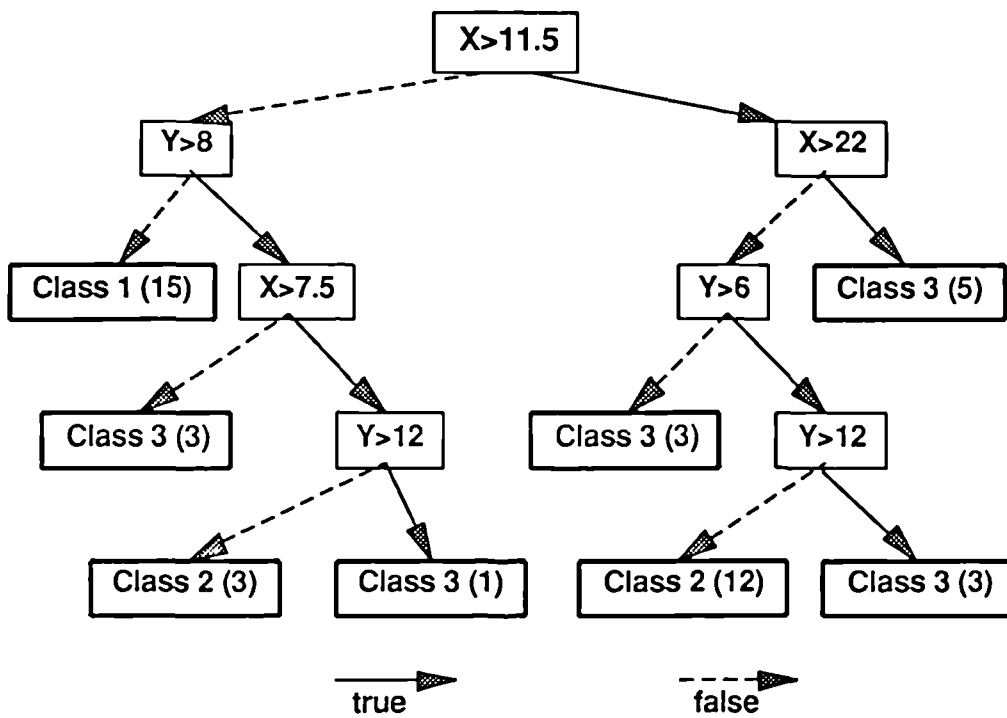 X>11.5
Y>8
X>22
Class 1 (15)
X>7.5
Y>6
Class 3 (5)
Class 3 (3)
Y>12
Class 3 (3)
Y>12
Class 2 (3)
Class 3 (1)
Class 2 (12)
Class 3 (3)
true
false